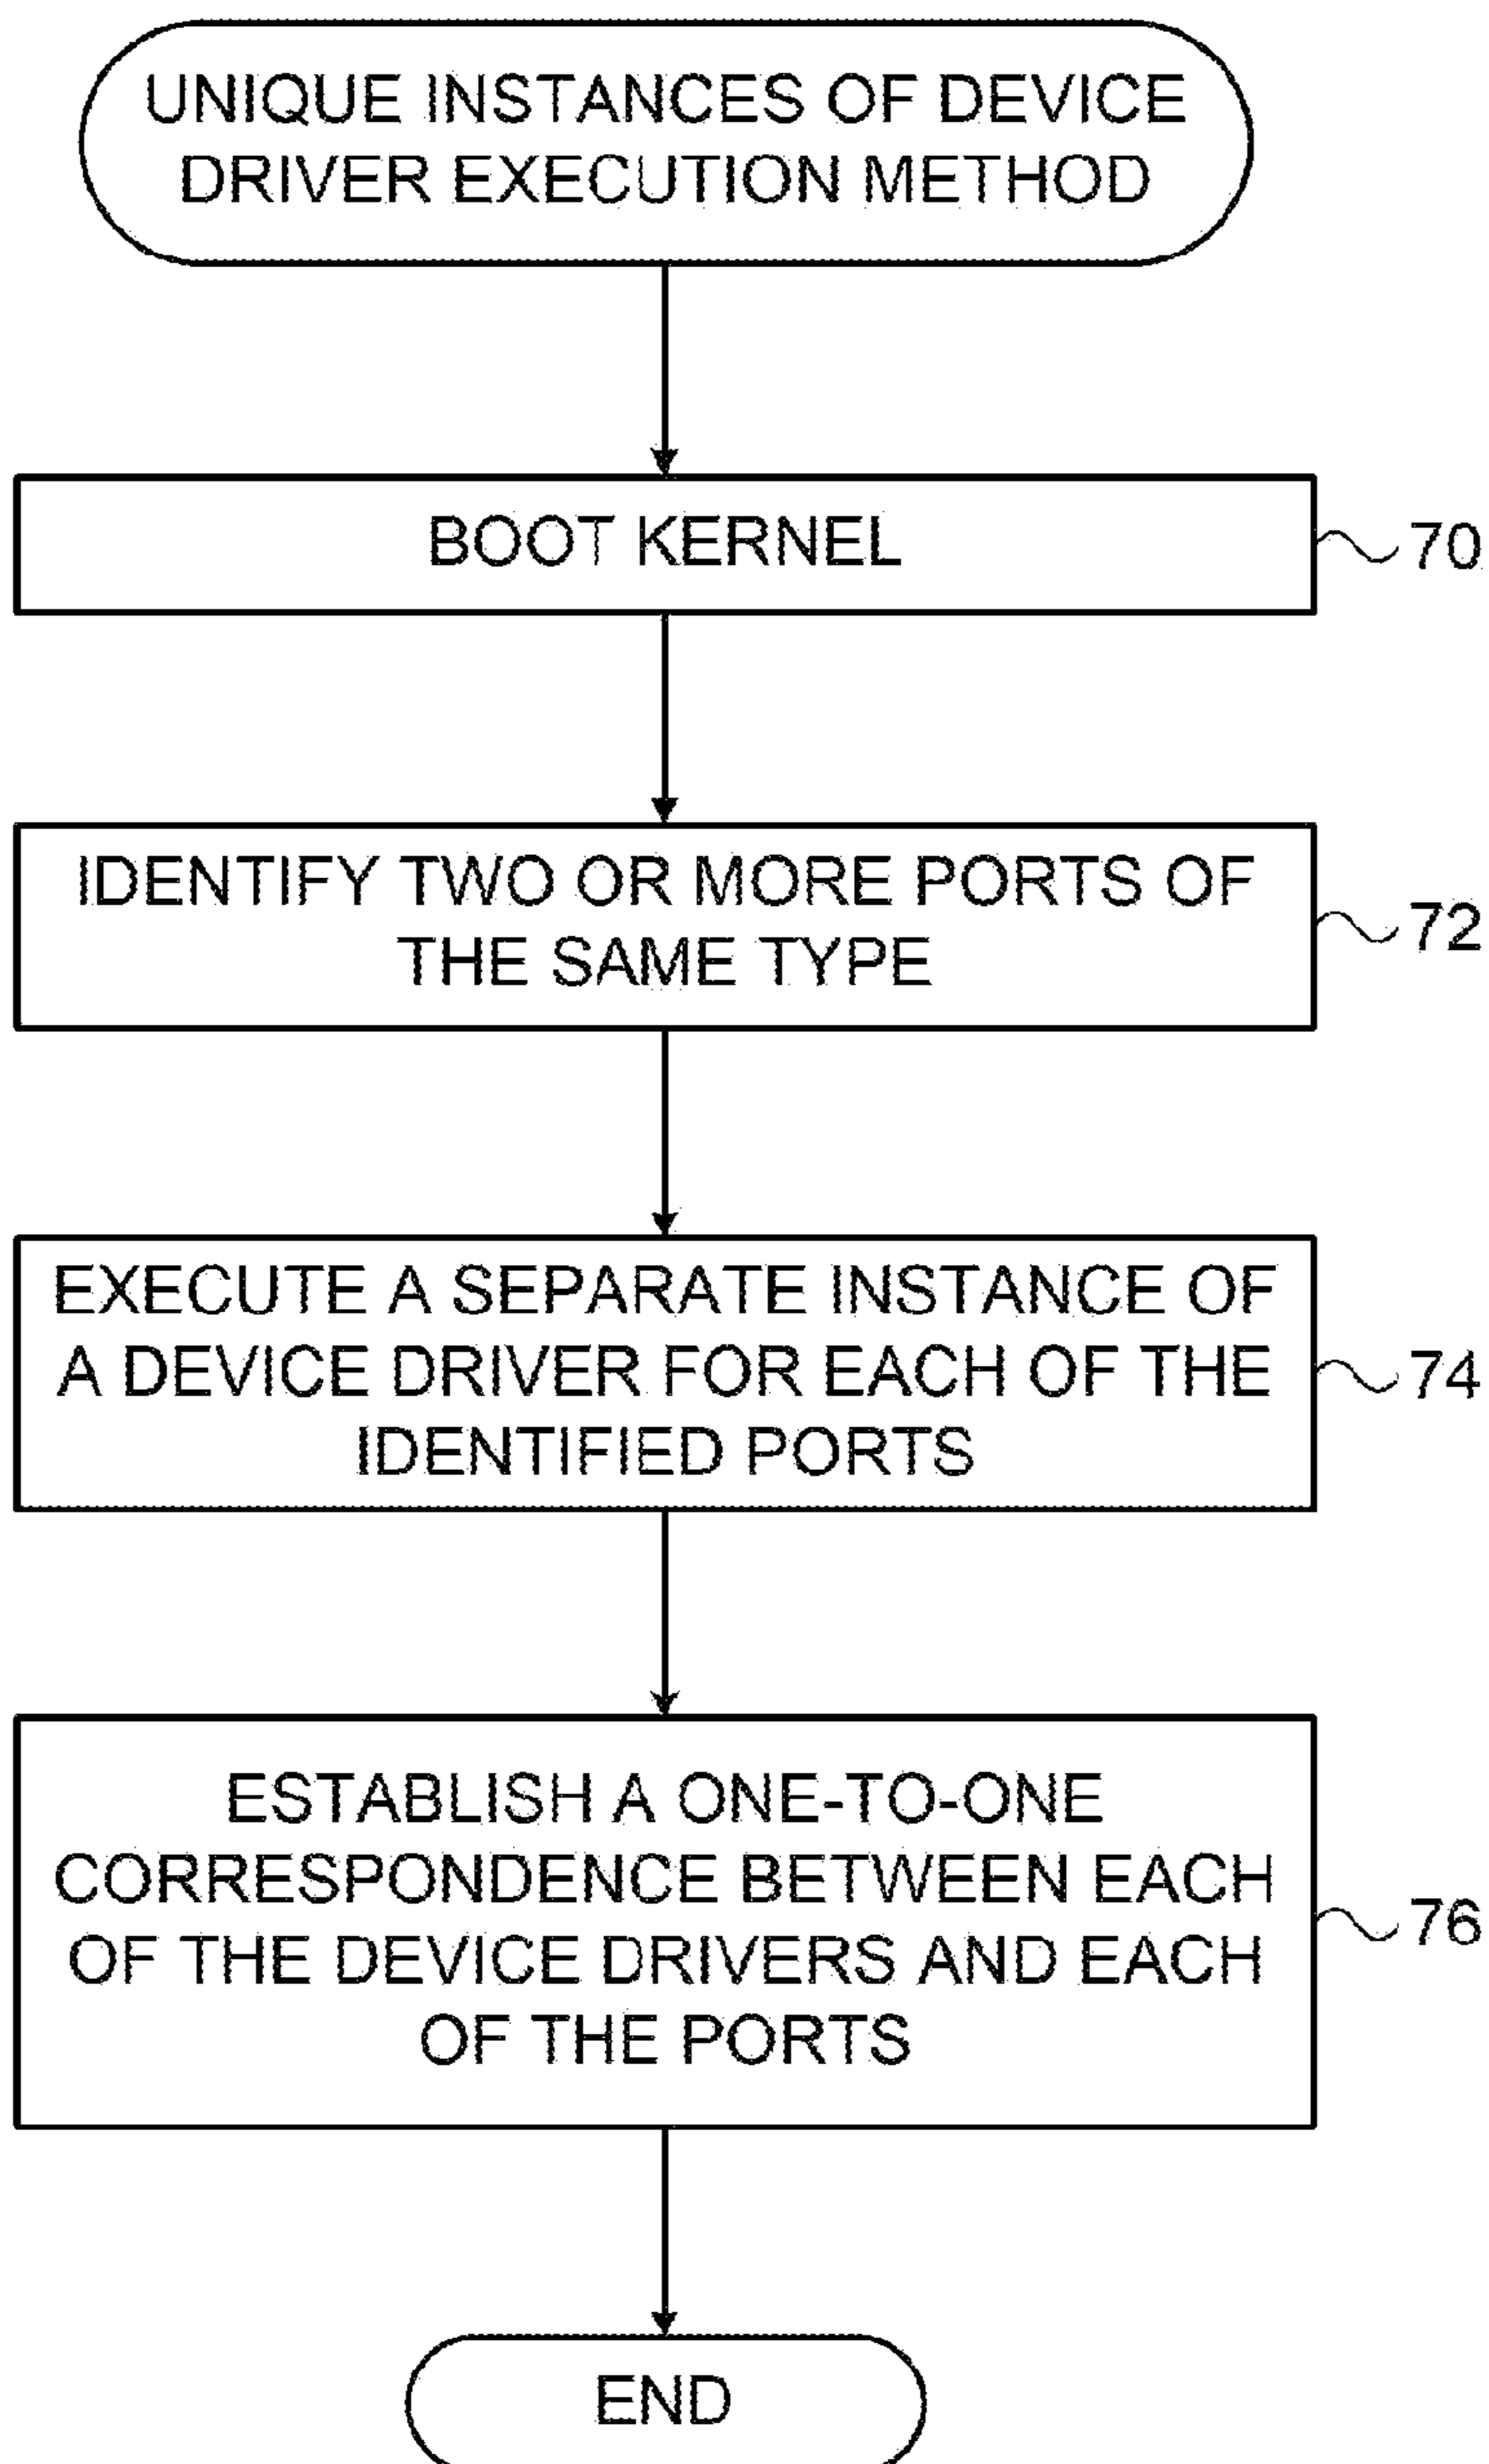 UNIQUE INSTANCES OF DEVICE
DRIVER EXECUTION METHOD
BOOT KERNEL
70
IDENTIFY TWO OR MORE PORTS OF
THE SAME TYPE
72
EXECUTE A SEPARATE INSTANCE OF
A DEVICE DRIVER FOR EACH OF THE
IDENTIFIED PORTS
74
ESTABLISH A ONE-TO-ONE
CORRESPONDENCE BETWEEN EACH
OF THE DEVICE DRIVERS AND EACH
OF THE PORTS
76
END